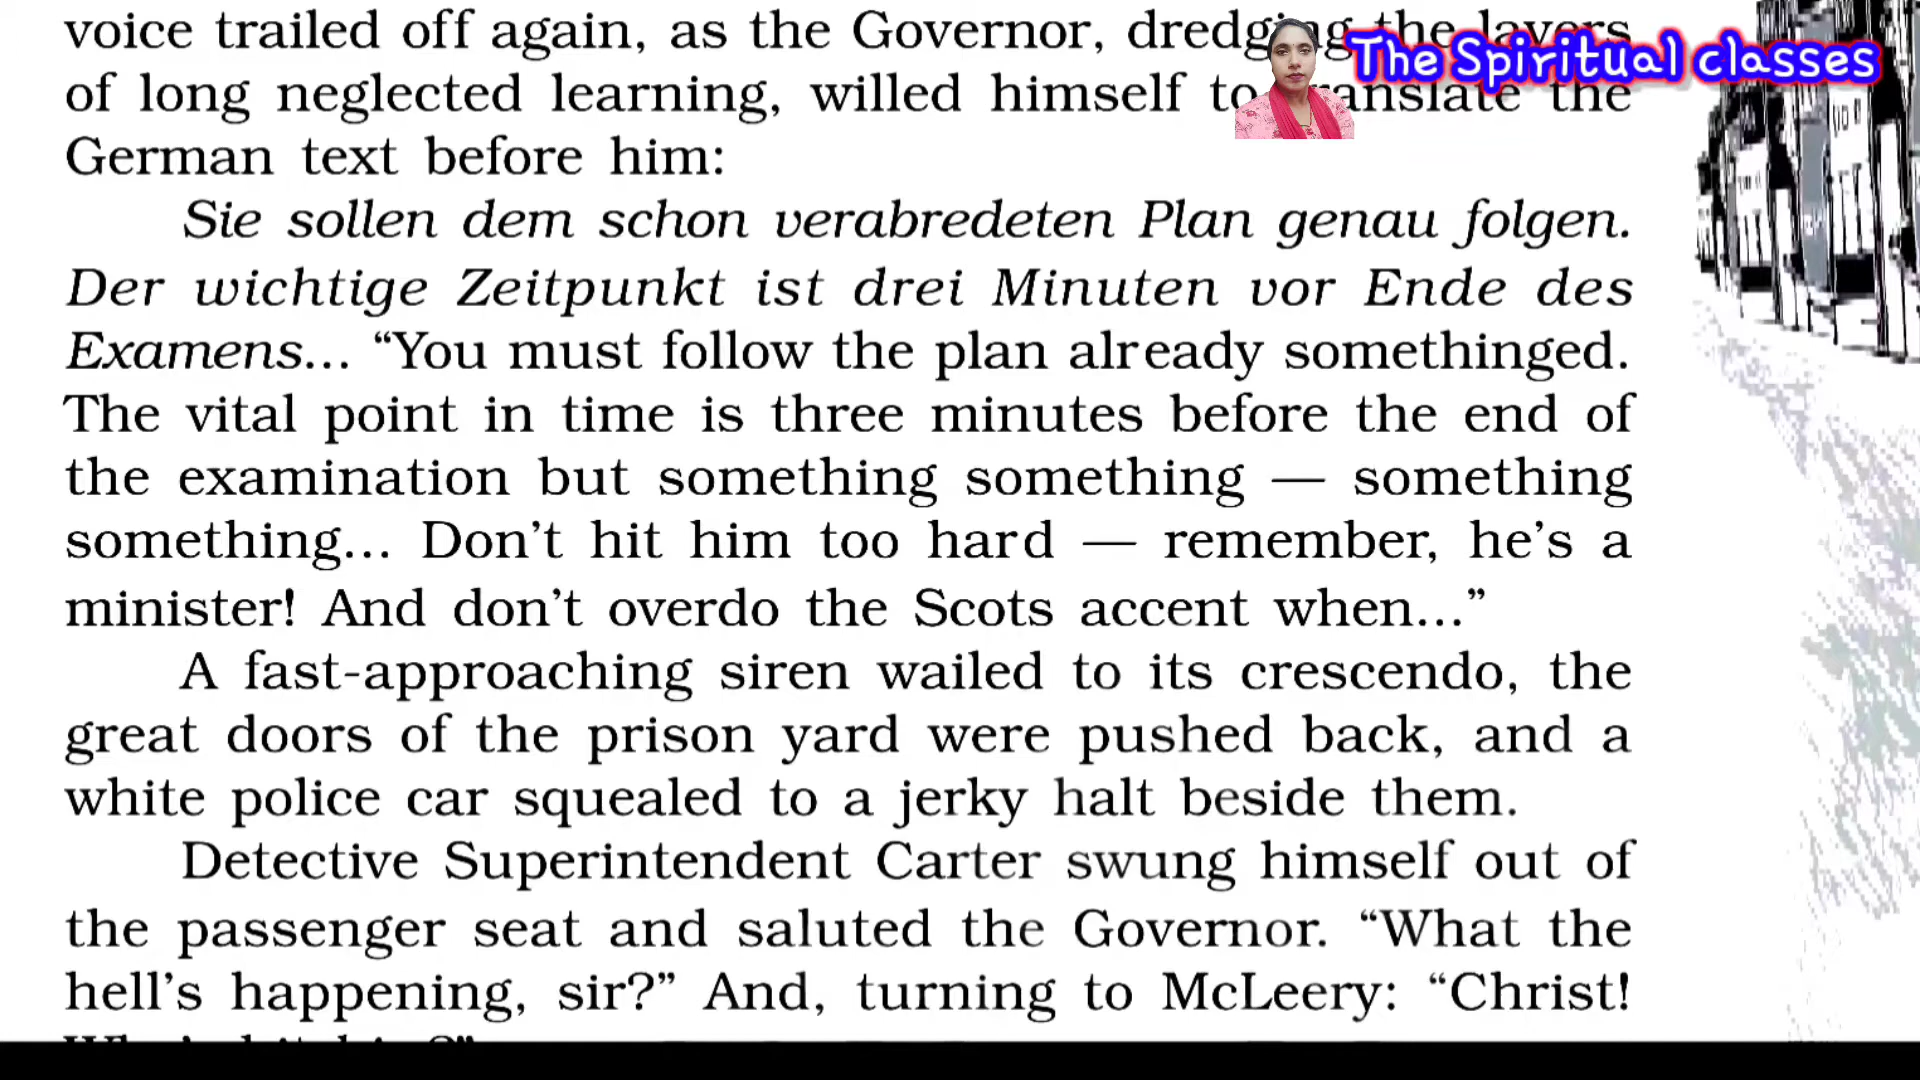 voice trailed off again, as the Governor, dredging the layers
The Spiritual classes
of long neglected learning, willed himself to translate the
German text before him:
Sie sollen dem schon verabredeten Plan genau folgen.
Der wichtige Zeitpunkt ist drei Minuten vor Ende des
Examens... “You must follow the plan already somethinged.
The vital point in time is three minutes before the end of
the examination but something something — something
something... Don’t hit him too hard — remember, he’s a
minister! And don’t overdo the Scots accent when...”
A fast-approaching siren wailed to its crescendo, the
great doors of the prison yard were pushed back, and a
white police car squealed to a jerky halt beside them.
Detective Superintendent Carter swung himself out of
the passenger seat and saluted the Governor. “What the
hell’s happening, sir?” And, turning to McLeery: “Christ!